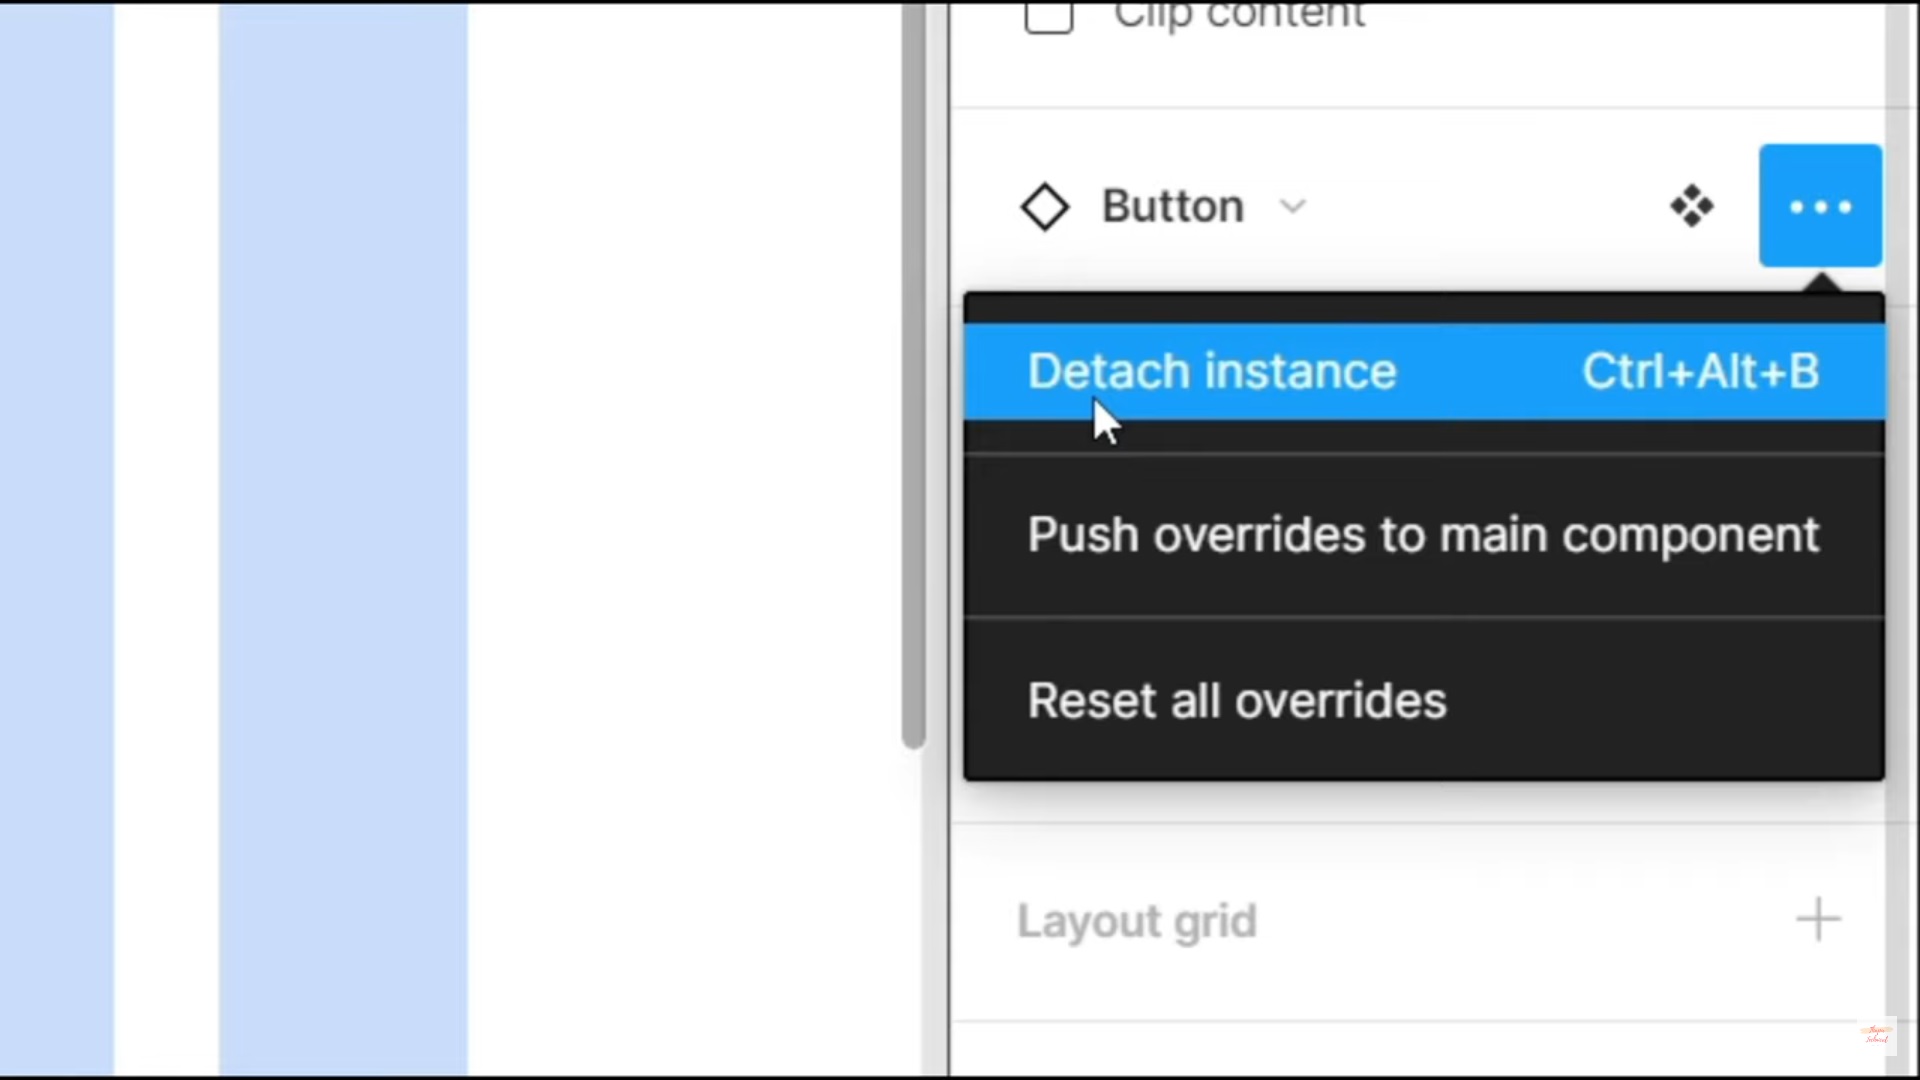 Clip content
Button
Detach instance Ctrl+Alt+B
Push overrides to main component
Reset all overrides
Layout grid